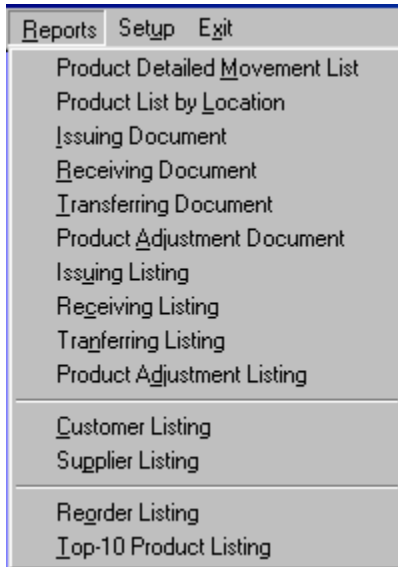 Reports Setup Exit
Product Detailed Movement List
Product List by Location
Issuing Document
Receiving Document
Transferring Document
Product Adjustment Document
Issuing Listing
Receiving Listing
Tranferring Listing
Product Adjustment Listing
Customer Listing
Supplier Listing
Reorder Listing
Top-10 Product Listing